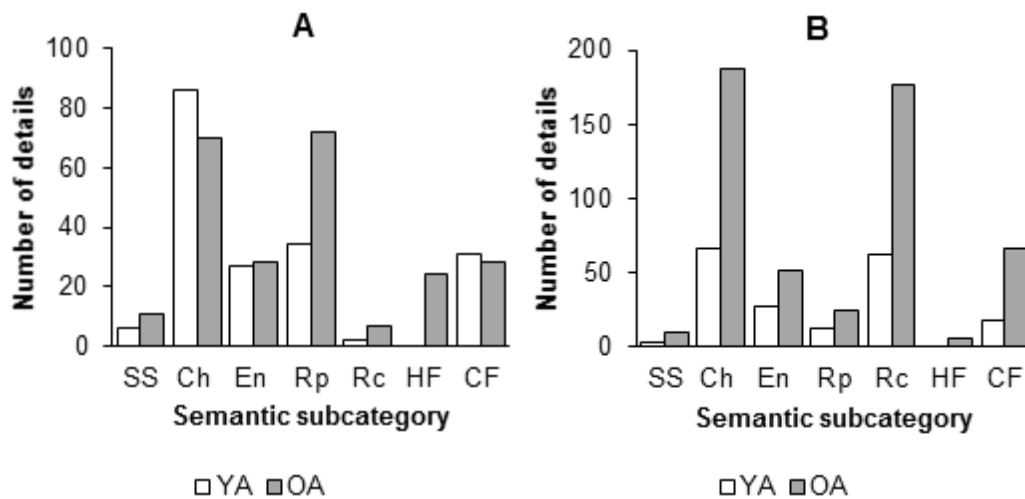 A
100
80
60
40
20
0
Number of details
SS Ch En Rp Rc HF CF
Semantic subcategory
YA OA
B
200
150
100
50
0
Number of details
SS Ch En Rp Rc HF CF
Semantic subcategory
YA OA